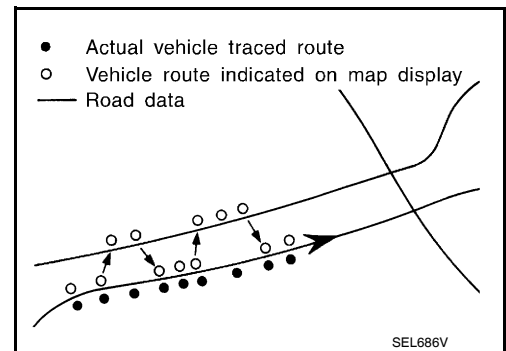 Actual vehicle traced route
Vehicle route indicated on map display
Road data
SEL686V